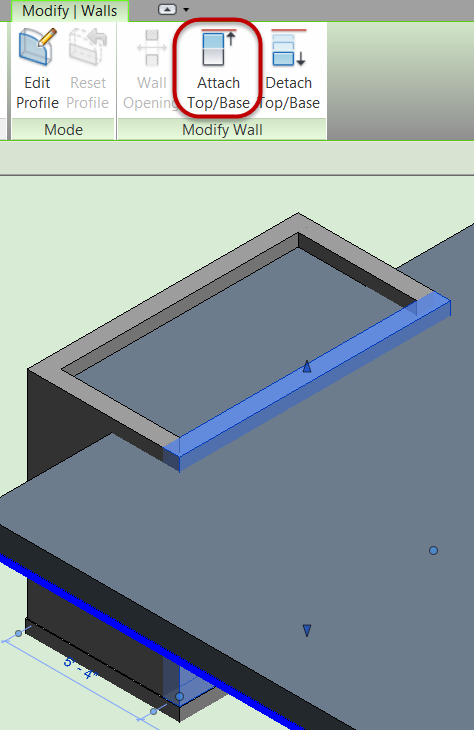 Modify | Walls
Edit Profile
Reset Profile
Wall Opening
Attach Top/Base
Detach Top/Base
Mode
Modify Wall
5' - 4"